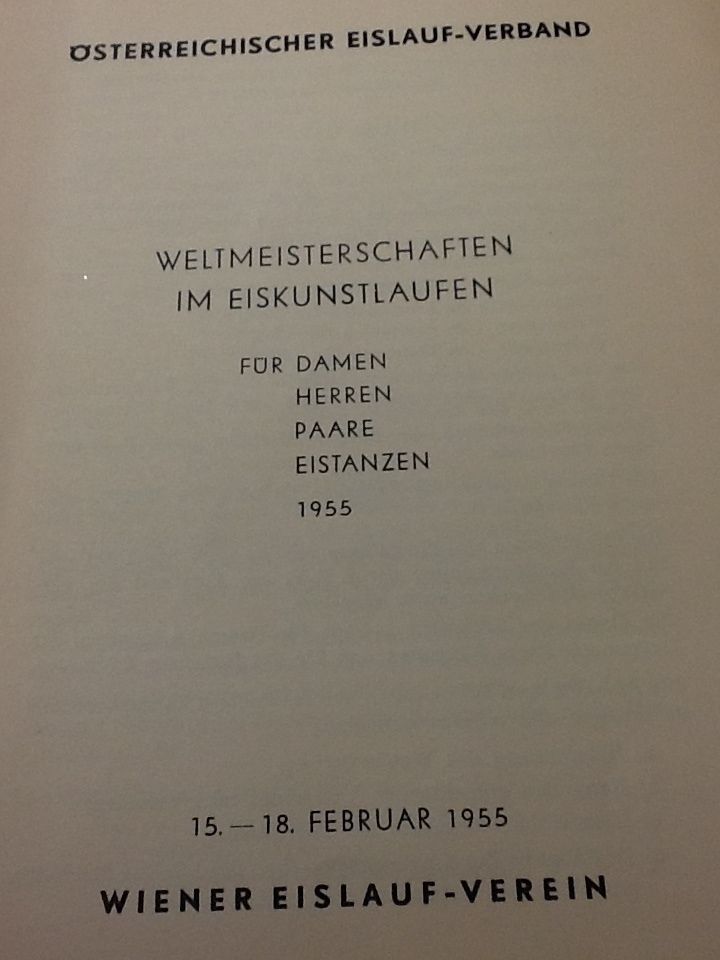 ÖSTERREICHISCHER EISLAUF-VERBAND
WELTMEISTERSCHAFTEN
IM EISKUNSTLAUFEN
FÜR DAMEN
HERREN
PAARE
EISTANZEN
1955
15. — 18. FEBRUAR 1955
WIENER EISLAUF-VEREIN